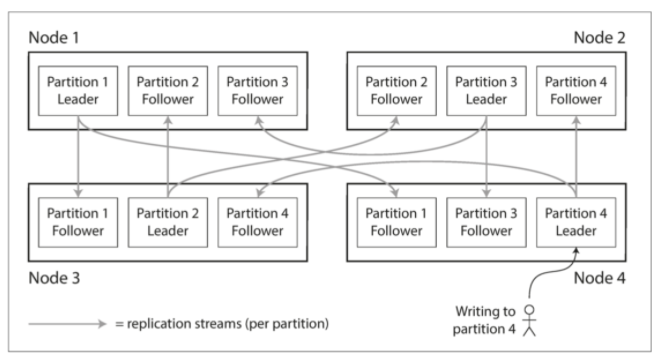 Node 1
Node 2
Partition 1
Leader
Partition 2
Follower
Partition 3
Follower
Partition 2
Follower
Partition 3
Leader
Partition 4
Follower
Partition 1
Follower
Partition 2
Leader
Partition 4
Follower
Partition 1
Follower
Partition 3
Follower
Partition 4
Leader
Node 3
Node 4
= replication streams (per partition)
Writing to
partition 4